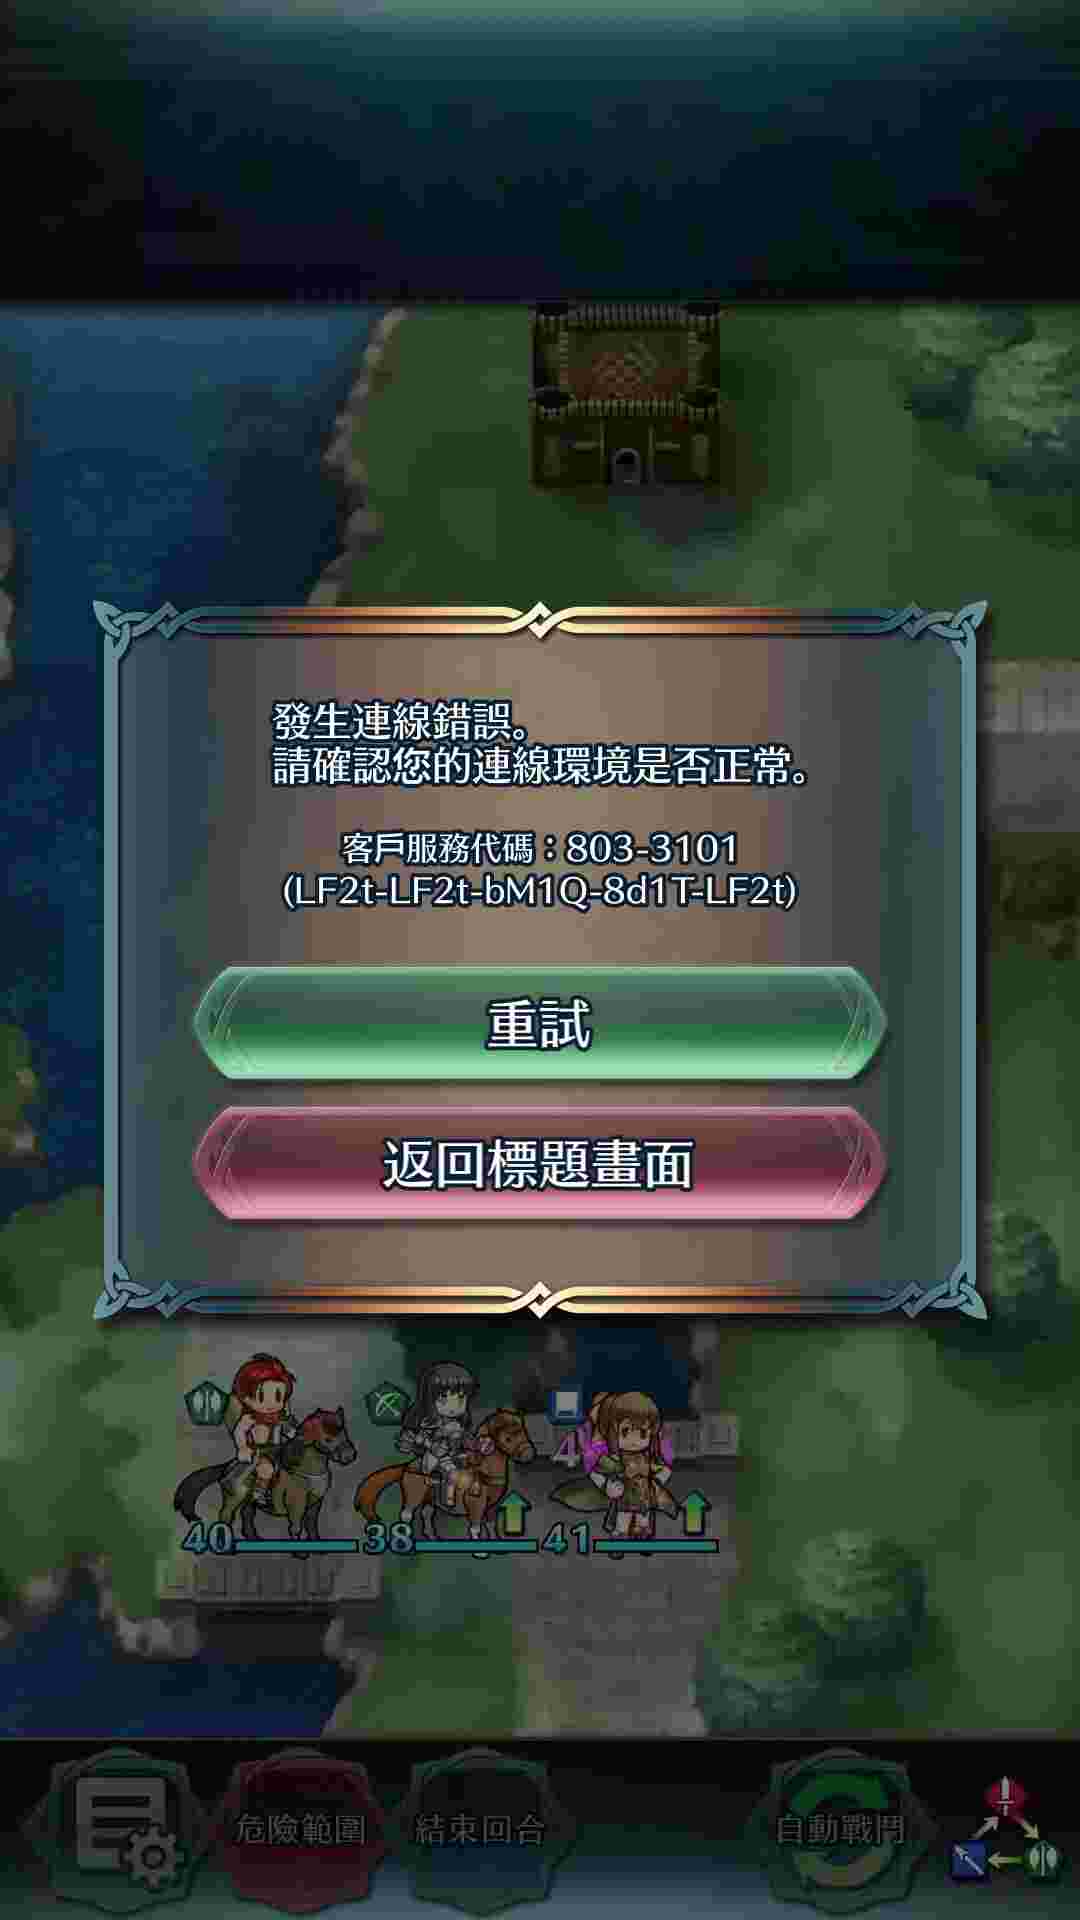 發生連線錯誤。
請確認您的連線環境是否正常。
客戶服務代碼：803-3101
(LF2t-LF2t-bM1Q-8d1T-LF2t)
重試
返回標題畫面
4
40
38
41
危險範圍
結束回合
自動戰鬥